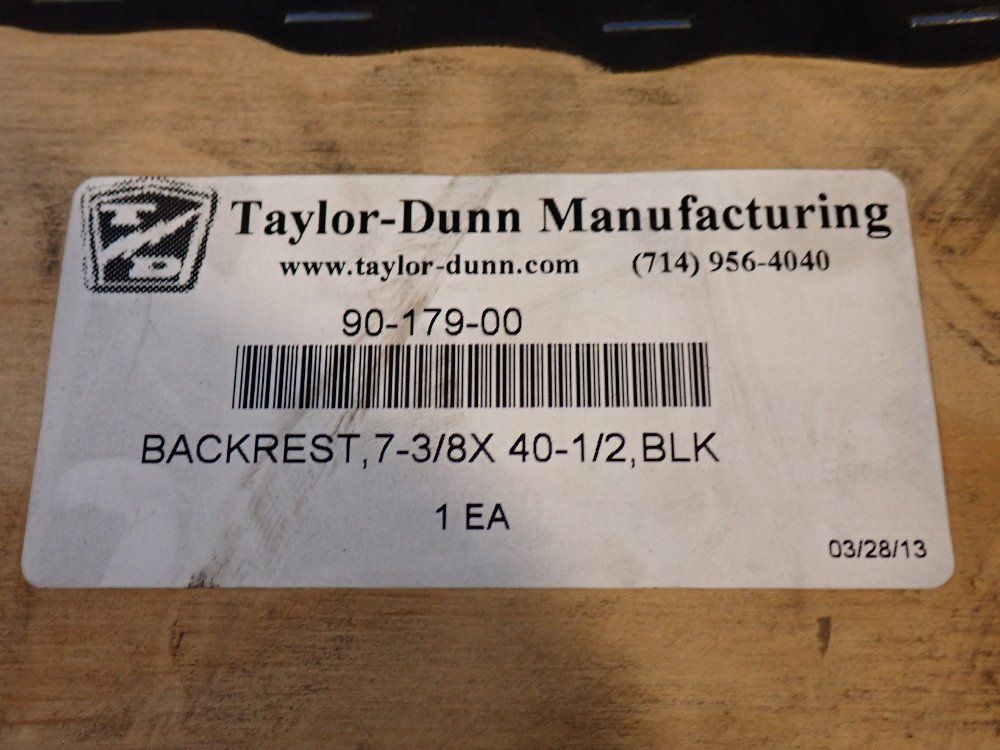 Taylor-Dunn Manufacturing
www.taylor-dunn.com (714) 956-4040
90-179-00
BACKREST,7-3/8X 40-1/2,BLK
1 EA
03/28/13